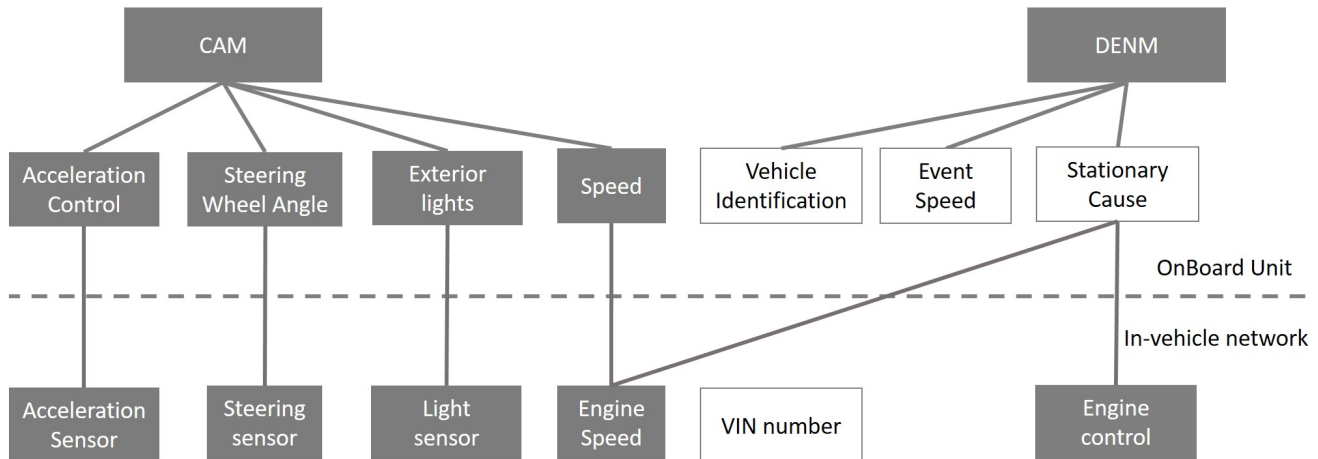 CAM
DENM
Acceleration
Control
Steering
Wheel Angle
Exterior
lights
Speed
Vehicle
Identification
Event
Speed
Stationary
Cause
OnBoard Unit
In-vehicle network
Acceleration
Sensor
Steering
sensor
Light
sensor
Engine
Speed
VIN number
Engine
control